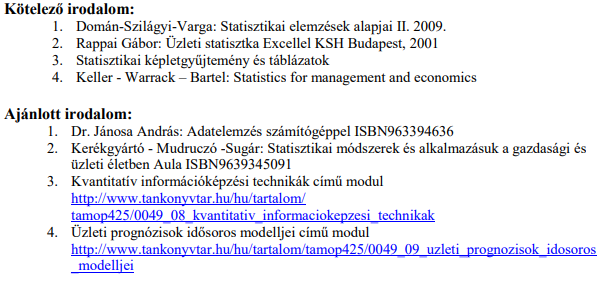 Kötelező irodalom:
1. Domán-Szilágyi-Varga: Statisztikai elemzések alapjai II. 2009.
2. Rappai Gábor: Üzleti statisztka Excellel KSH Budapest, 2001
3. Statisztikai képletgyűjtemény és táblázatok
4. Keller - Warrack – Bartel: Statistics for management and economics
Ajánlott irodalom:
1. Dr. Jánosa András: Adatelemzés számítógéppel ISBN963394636
2. Kerékgyártó - Mudruczó -Sugár: Statisztikai módszerek és alkalmazásuk a gazdasági és
üzleti életben Aula ISBN9639345091
3. Kvantitatív információképzési technikák című modul
http://www.tankonyvtar.hu/hu/tartalom/
tamop425/0049_08_kvantitativ_informaciokepzesi_technikak
4. Üzleti prognózisok idősoros modelljei című modul
http://www.tankonyvtar.hu/hu/tartalom/tamop425/0049_09_uzleti_prognozisok_idosoros
_modelljei